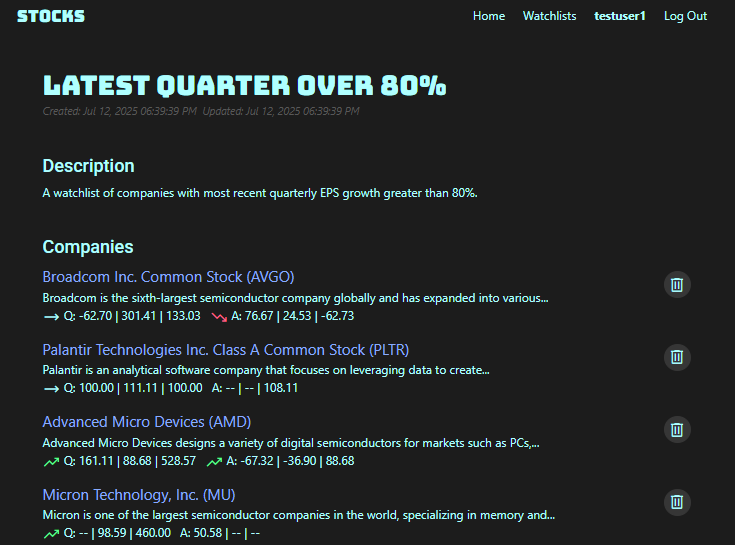 STOCKS
Home Watchlists testuser1 Log Out
LATEST QUARTER OVER 80%
Created: Jul 12, 2025 06:39:39 PM Updated: Jul 12, 2025 06:39:39 PM
Description
A watchlist of companies with most recent quarterly EPS growth greater than 80%.
Companies
Broadcom Inc. Common Stock (AVGO)
Broadcom is the sixth-largest semiconductor company globally and has expanded into various...
Q: -62.70 | 301.41 | 133.03 A: 76.67 | 24.53 | -62.73
Palantir Technologies Inc. Class A Common Stock (PLTR)
Palantir is an analytical software company that focuses on leveraging data to create...
Q: 100.00 | 111.11 | 100.00 A: -- | -- | 108.11
Advanced Micro Devices (AMD)
Advanced Micro Devices designs a variety of digital semiconductors for markets such as PCs,...
Q: 161.11 | 88.68 | 528.57 A: -67.32 | -36.90 | 88.68
Micron Technology, Inc. (MU)
Micron is one of the largest semiconductor companies in the world, specializing in memory and...
Q: -- | 98.59 | 460.00 A: 50.58 | -- | --